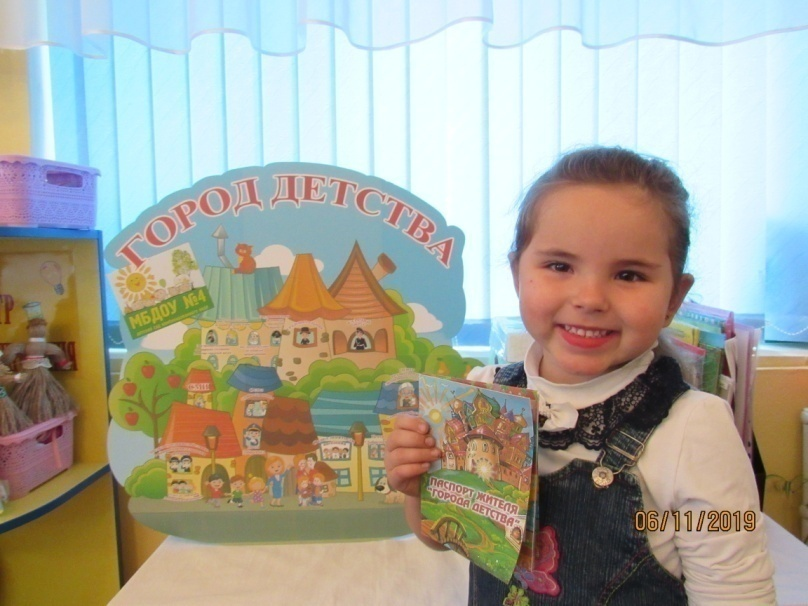 ГОРОД ДЕТСТВА
МБДОУ №4
ПАСПОРТ ЖИТЕЛЯ
"ГОРОДА ДЕТСТВА"
06/11/2019